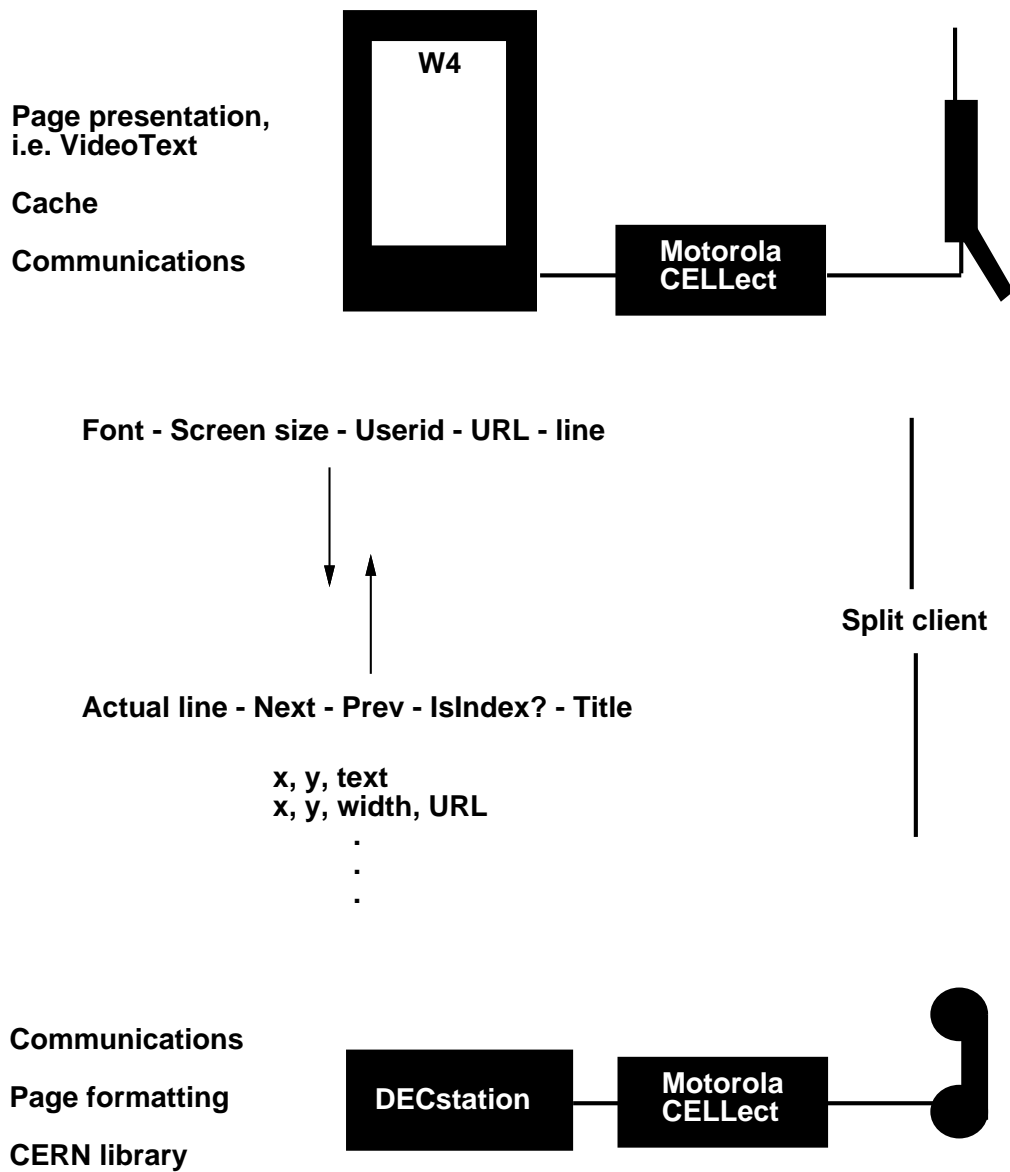 W4
Page presentation,
i.e. VideoText
Cache
Communications
Motorola
CELLect
Font - Screen size - Userid - URL - line
Split client
Actual line - Next - Prev - IsIndex? - Title
x, y, text
x, y, width, URL
.
.
.
Communications
Page formatting
CERN library
DECstation
Motorola
CELLect